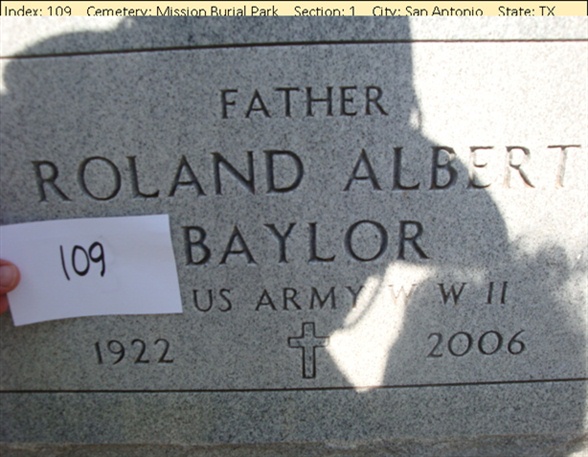 Index: 109 Cemetery: Mission Burial Park Section: 1 City: San Antonio State: TX
FATHER
ROLAND ALBERT
BAYLOR
109
US ARMY W W II
1922 2006